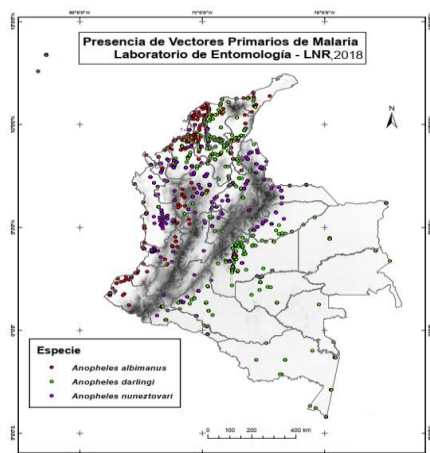 Presencia de Vectores Primarios de Malaria
Laboratorio de Entomología - LNR,2018
N
Especie
Anopheles albimanus
Anopheles darlingi
Anopheles nuneztovari
0 100 200 400 km